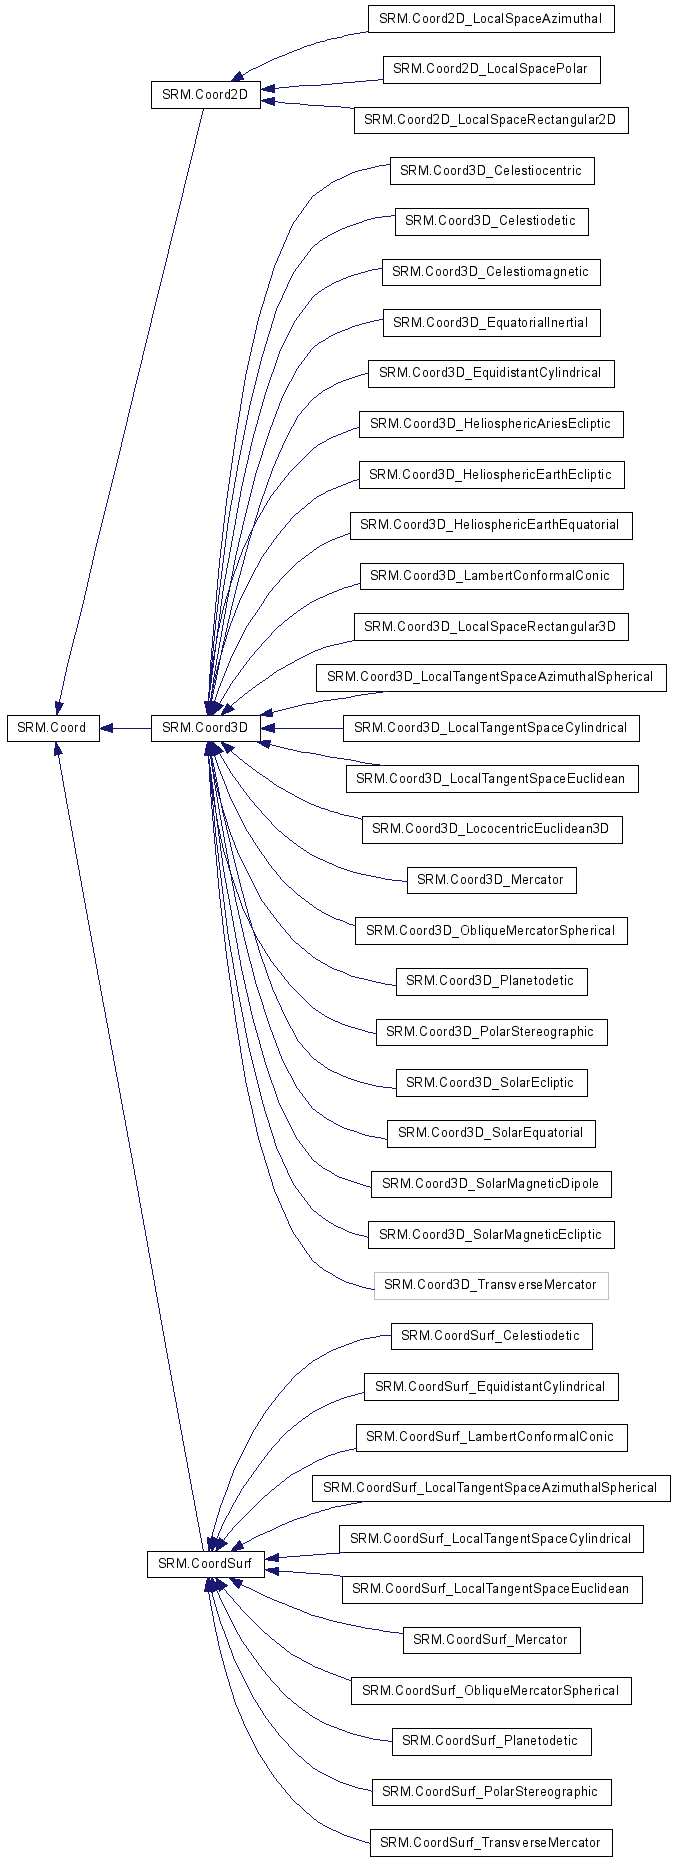 SRM.Coord2D_LocalSpaceAzimuthal
SRM.Coord2D_LocalSpacePolar
SRM.Coord2D
SRM.Coord2D_LocalSpaceRectangular2D
SRM.Coord3D_Celestiocentric
SRM.Coord3D_Celestiodetic
SRM.Coord3D_Celestiomagnetic
SRM.Coord3D_EquatorialInertial
SRM.Coord3D_EquidistantCylindrical
SRM.Coord3D_HeliosphericAriesEcliptic
SRM.Coord3D_HeliosphericEarthEcliptic
SRM.Coord3D_HeliosphericEarthEquatorial
SRM.Coord3D_LambertConformalConic
SRM.Coord3D_LocalSpaceRectangular3D
SRM.Coord3D_LocalTangentSpaceAzimuthalSpherical
SRM.Coord
SRM.Coord3D
SRM.Coord3D_LocalTangentSpaceCylindrical
SRM.Coord3D_LocalTangentSpaceEuclidean
SRM.Coord3D_LococentricEuclidean3D
SRM.Coord3D_Mercator
SRM.Coord3D_ObliqueMercatorSpherical
SRM.Coord3D_Planetodetic
SRM.Coord3D_PolarStereographic
SRM.Coord3D_SolarEcliptic
SRM.Coord3D_SolarEquatorial
SRM.Coord3D_SolarMagneticDipole
SRM.Coord3D_SolarMagneticEcliptic
SRM.Coord3D_TransverseMercator
SRM.CoordSurf_Celestiodetic
SRM.CoordSurf_EquidistantCylindrical
SRM.CoordSurf_LambertConformalConic
SRM.CoordSurf_LocalTangentSpaceAzimuthalSpherical
SRM.CoordSurf_LocalTangentSpaceCylindrical
SRM.CoordSurf
SRM.CoordSurf_LocalTangentSpaceEuclidean
SRM.CoordSurf_Mercator
SRM.CoordSurf_ObliqueMercatorSpherical
SRM.CoordSurf_Planetodetic
SRM.CoordSurf_PolarStereographic
SRM.CoordSurf_TransverseMercator